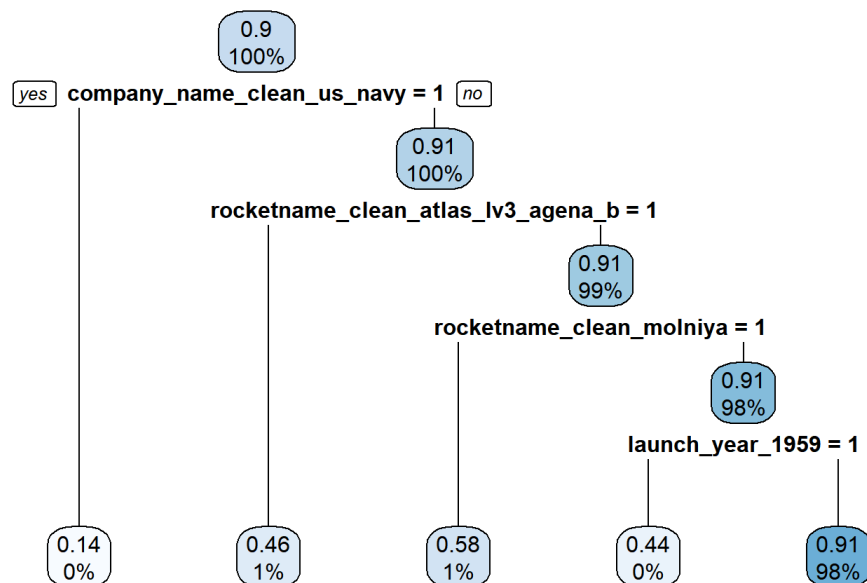 0.9
100%
yes company_name_clean_us_navy = 1 no
0.91
100%
rocketname_clean_atlas_lv3_agena_b = 1
0.91
99%
rocketname_clean_molniya = 1
0.91
98%
launch_year_1959 = 1
0.14 0.46 0.58 0.44 0.91
0% 1% 1% 0% 98%